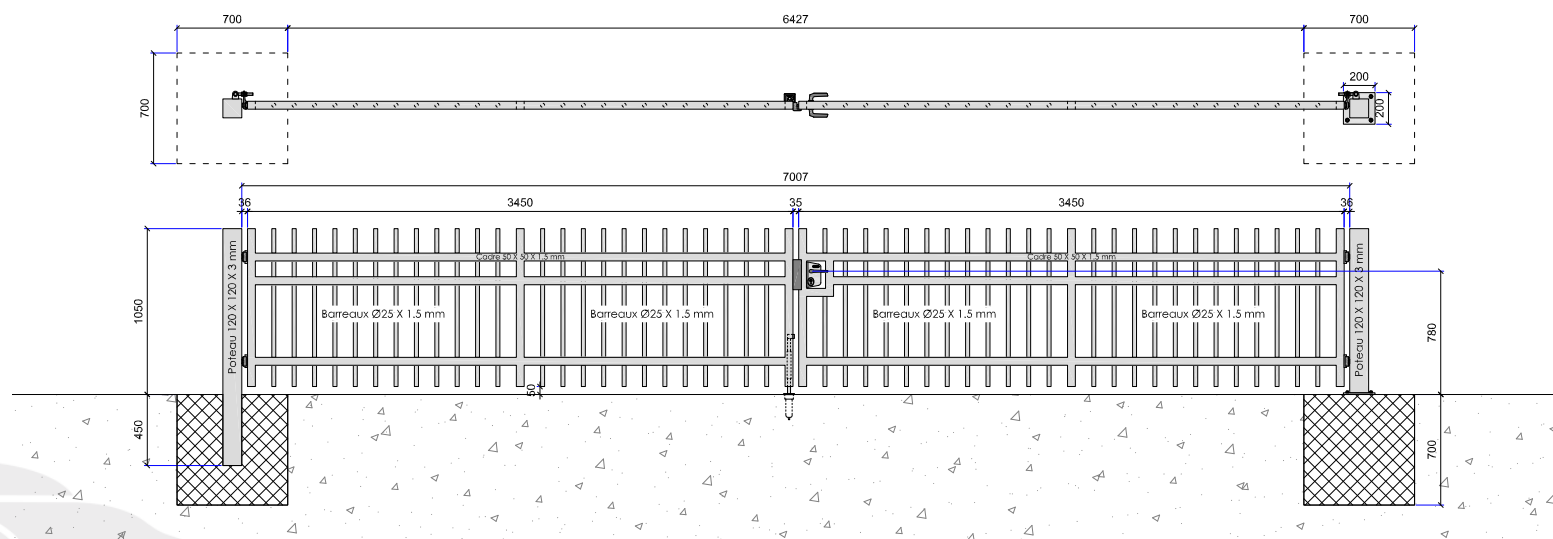 700
6427
700
700
200
200
7007
36
3450
35
3450
36
1050
Poteau 120 X 120 X 3 mm
Cadre 50 X 50 X 1.5 mm
Cadre 50 X 50 X 1.5 mm
Barreaux Ø25 X 1.5 mm
Barreaux Ø25 X 1.5 mm
Barreaux Ø25 X 1.5 mm
Barreaux Ø25 X 1.5 mm
Poteau 120 X 120 X 3 mm
780
50
450
700